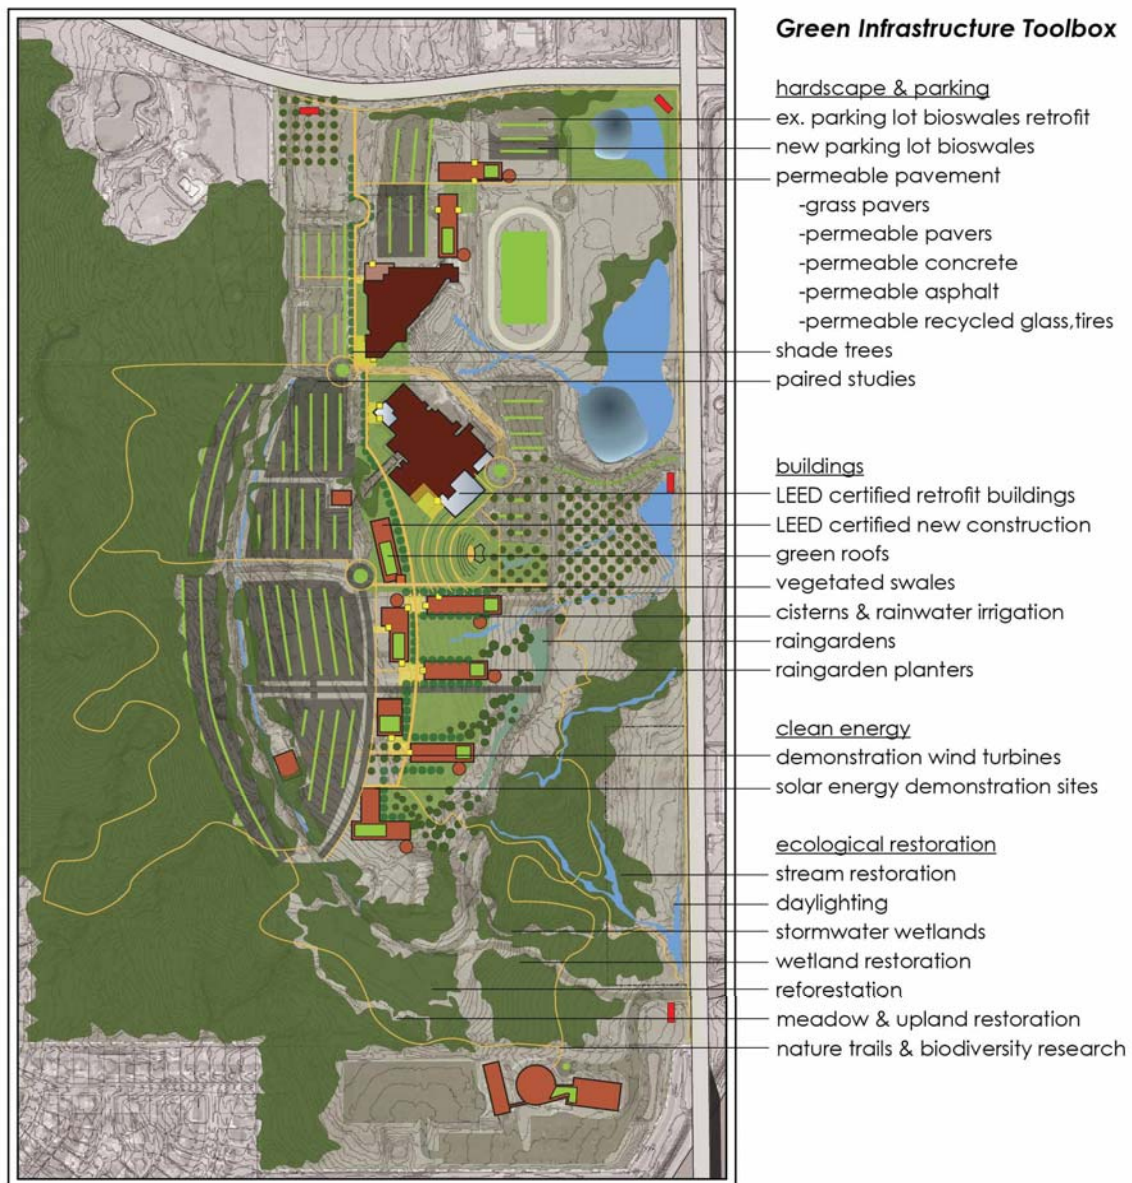 Green Infrastructure Toolbox
hardscape & parking
ex. parking lot bioswales retrofit
new parking lot bioswales
permeable pavement
-grass pavers
-permeable pavers
-permeable concrete
-permeable asphalt
-permeable recycled glass,tires
shade trees
paired studies
buildings
LEED certified retrofit buildings
LEED certified new construction
green roofs
vegetated swales
cisterns & rainwater irrigation
raingardens
raingarden planters
clean energy
demonstration wind turbines
solar energy demonstration sites
ecological restoration
stream restoration
daylighting
stormwater wetlands
wetland restoration
reforestation
meadow & upland restoration
nature trails & biodiversity research